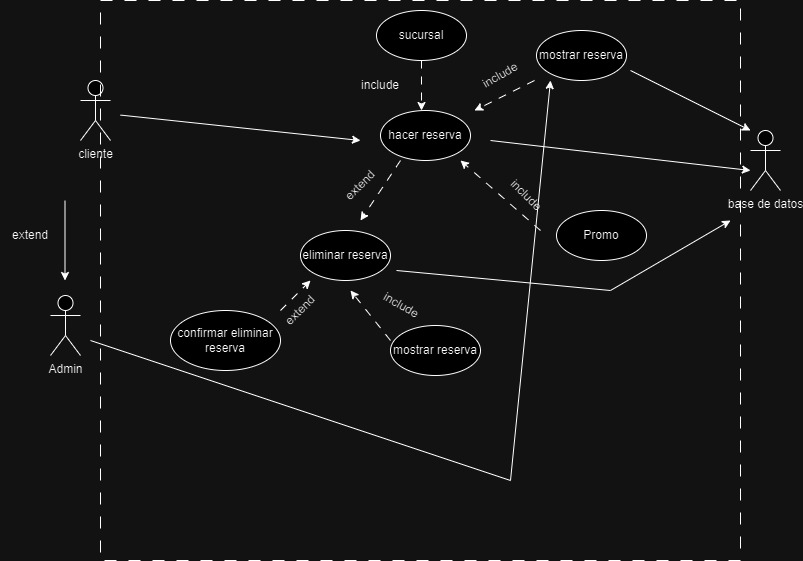 sucursal
mostrar reserva
include
include
hacer reserva
cliente
extend
include
base de datos
extend
Promo
eliminar reserva
include
extend
confirmar eliminar
reserva
mostrar reserva
Admin